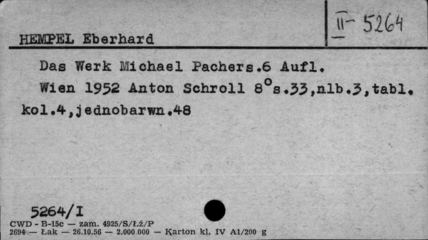 II- 5264
HEMPEL Eberhard
Das Werk Michael Pachers.6 Aufl.
Wien 1952 Anton Schroll 8°s.33,nlb.3,tabl.
kol.4,jednobarwn.48
5264/I
CWD - B-15c — zam. 4925/S/Łż/P
2694 — Łak — 26.10.56 — 2.000.000 — Karton kl. IV A1/200 g